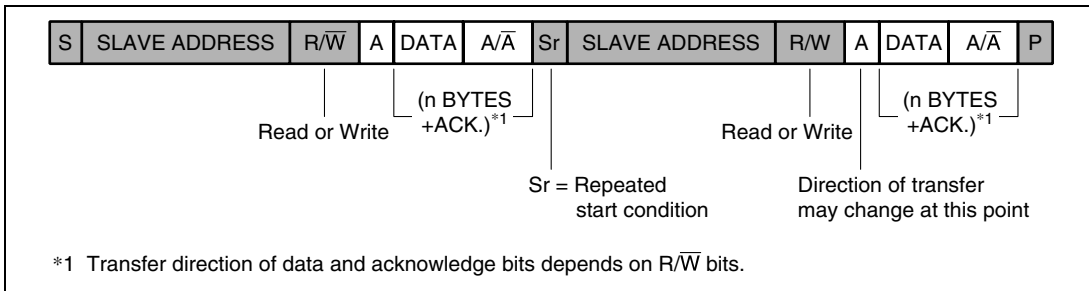 S SLAVE ADDRESS R/W̅ A DATA A/A̅ Sr SLAVE ADDRESS R/W A DATA A/A̅ P
(n BYTES +ACK.)*1
(n BYTES +ACK.)*1
Read or Write
Read or Write
Sr = Repeated
start condition
Direction of transfer
may change at this point
*1 Transfer direction of data and acknowledge bits depends on R/W̅ bits.